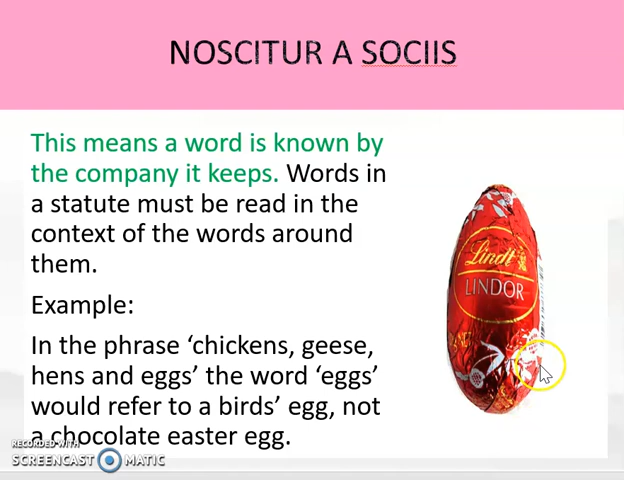 NOSCITUR A SOCIIS
This means a word is known by
the company it keeps. Words in
a statute must be read in the
context of the words around
them.
Example:
In the phrase ‘chickens, geese,
hens and eggs’ the word ‘eggs’
would refer to a birds’ egg, not
a chocolate easter egg.
Lindt
LINDOR
RECORDED WITH
SCREENCAST MATIC